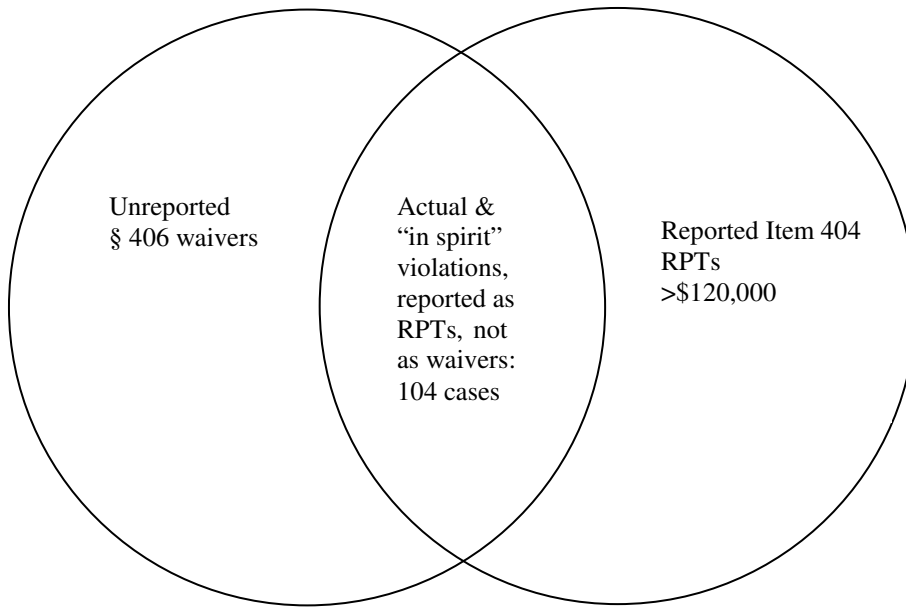 Unreported
§ 406 waivers
Actual &
“in spirit”
violations,
reported as
RPTs, not
as waivers:
104 cases
Reported Item 404
RPTs
>$120,000